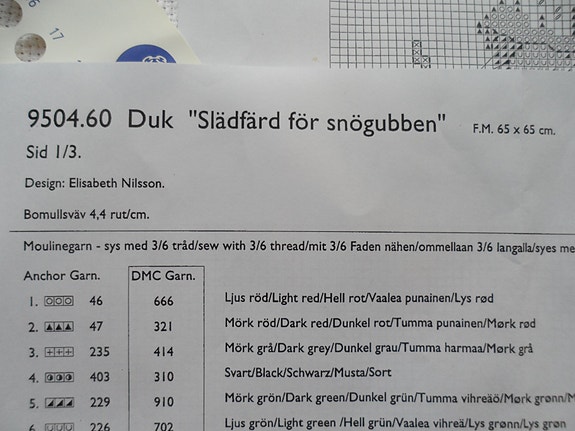 6
17
9504.60 Duk "Slädfärd för snögubben" F.M. 65 x 65 cm.
Sid 1/3.
Design: Elisabeth Nilsson.
Bomullsväv 4,4 rut/cm.
Moulinegarn - sys med 3/6 tråd/sew with 3/6 thread/mit 3/6 Faden nähen/ommellaan 3/6 langalla/syes me
Anchor Garn. DMC Garn.
1. 46 666 Ljus röd/Light red/Hell rot/Vaalea punainen/Lys rød
2. 47 321 Mörk röd/Dark red/Dunkel rot/Tumma punainen/Mørk rød
3. 235 414 Mörk grå/Dark grey/Dunkel grau/Tumma harmaa/Mørk grå
4. 403 310 Svart/Black/Schwarz/Musta/Sort
5. 229 910 Mörk grön/Dark green/Dunkel grün/Tumma vihreäö/Mørk grønn/M
6. 226 702 Ljus grön/Light green /Hell grün/Vaalea vihreä/Lys grønn/Lys grøn